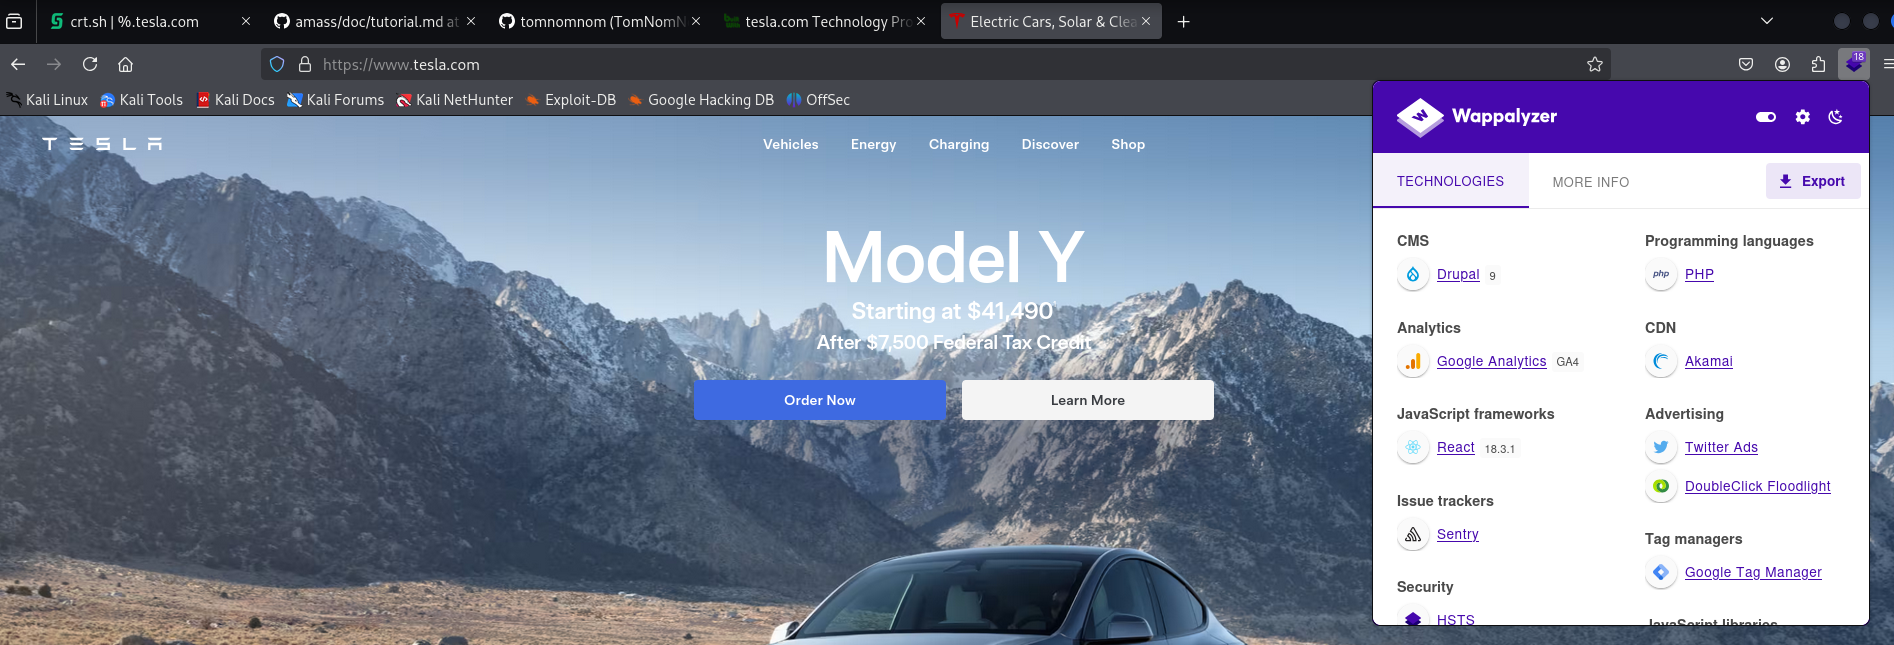 crt.sh | %.tesla.com
amass/doc/tutorial.md at
tomnomnom (TomNomN
tesla.com Technology Pro
Electric Cars, Solar & Clea
https://www.tesla.com
18
Kali Linux
Kali Tools
Kali Docs
Kali Forums
Kali NetHunter
Exploit-DB
Google Hacking DB
OffSec
TESLA
Vehicles
Energy
Charging
Discover
Shop
Model Y
Starting at $41,490
After $7,500 Federal Tax Credit
Order Now
Learn More
Wappalyzer
TECHNOLOGIES
MORE INFO
Export
CMS
Drupal 9
Analytics
Google Analytics GA4
JavaScript frameworks
React 18.3.1
Issue trackers
Sentry
Security
HSTS
Programming languages
php PHP
CDN
Akamai
Advertising
Twitter Ads
DoubleClick Floodlight
Tag managers
Google Tag Manager
JavaScript libraries